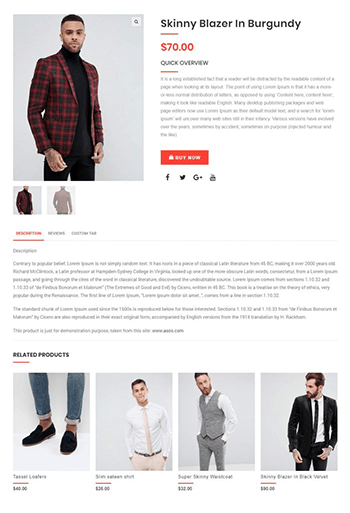 Skinny Blazer In Burgundy
$70.00
QUICK OVERVIEW
It is a long established fact that a reader will be distracted by the readable content of a
page when looking at its layout. The point of using Lorem Ipsum is that it has a more-
or-less normal distribution of letters, as opposed to using 'Content here, content here',
making it look like readable English. Many desktop publishing packages and web
page editors now use Lorem Ipsum as their default model text, and a search for 'lorem
ipsum' will uncover many web sites still in their infancy. Various versions have evolved
over the years, sometimes by accident, sometimes on purpose (injected humour and
the like)
BUY NOW
DESCRIPTION
REVIEWS
CUSTOM TAB
Description
Contrary to popular belief, Lorem Ipsum is not simply random text. It has roots in a piece of classical Latin literature from 45 BC, making it over 2000 years old.
Richard McClintock, a Latin professor at Hampden-Sydney College in Virginia, looked up one of the more obscure Latin words, consectetur, from a Lorem Ipsum
passage, and going through the cites of the word in classical literature, discovered the undoubtable source. Lorem Ipsum comes from sections 1.10.32 and
1.10.33 of "de Finibus Bonorum et Malorum" (The Extremes of Good and Evil) by Cicero, written in 45 BC. This book is a treatise on the theory of ethics, very
popular during the Renaissance. The first line of Lorem Ipsum, "Lorem ipsum dolor sit amet..", comes from a line in section 1.10.32.
The standard chunk of Lorem Ipsum used since the 1500s is reproduced below for those interested. Sections 1.10.32 and 1.10.33 from "de Finibus Bonorum et
Malorum" by Cicero are also reproduced in their exact original form, accompanied by English versions from the 1914 translation by H. Rackham.
This product is just for demonstration purpose, taken from this site: www.asos.com
RELATED PRODUCTS
Tassel Loafers
$40.00
Slim sateen shirt
$26.00
Super Skinny Waistcoat
$32.00
Skinny Blazer In Black Velvet
$90.00